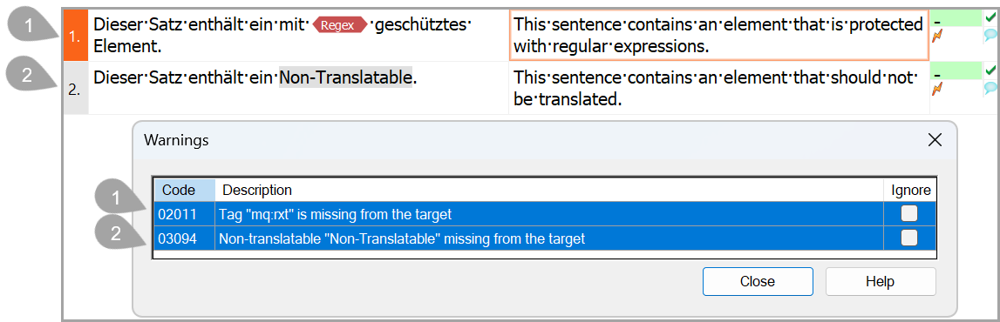 1
1.
Dieser Satz enthält ein mit Regex geschütztes
Element.
This sentence contains an element that is protected
with regular expressions.
2
2.
Dieser Satz enthält ein Non-Translatable.
This sentence contains an element that should not
be translated.
Warnings
Code Description Ignore
1
02011 Tag "mq:rxt" is missing from the target
2
03094 Non-translatable "Non-Translatable" missing from the target
Close Help